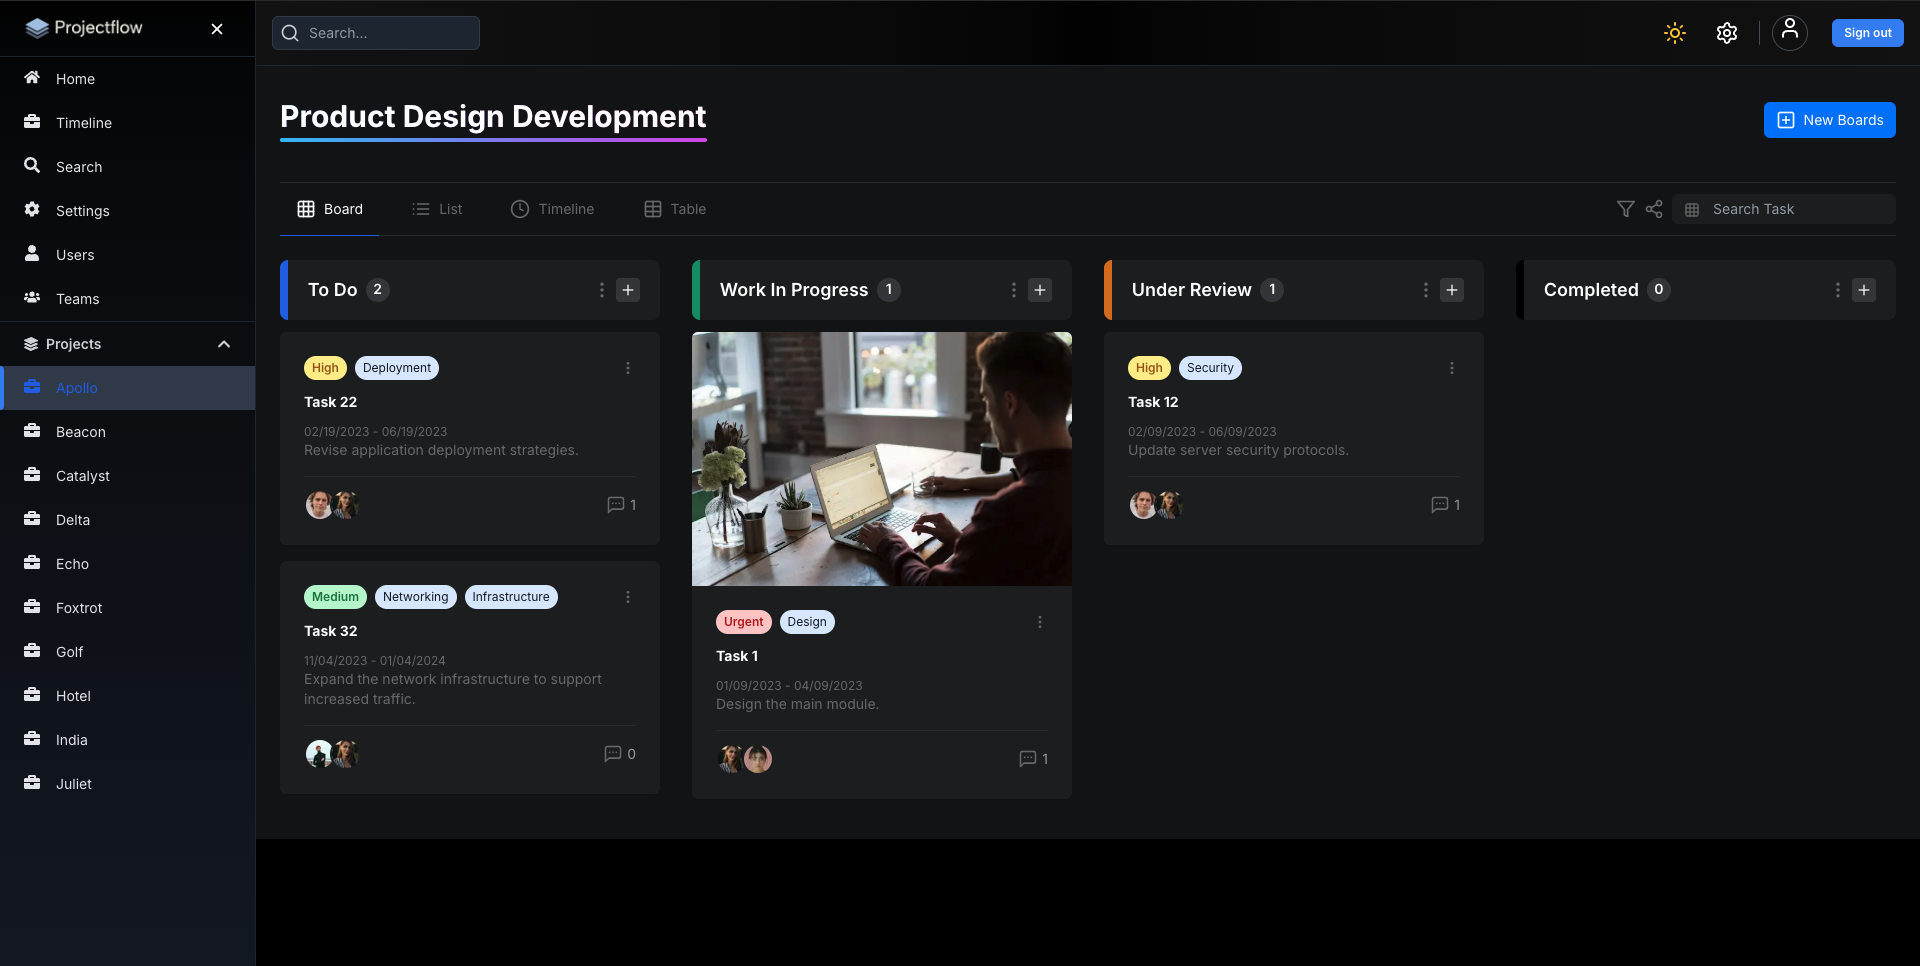 Projectflow
Search...
Sign out
Home
Timeline
Search
Settings
Users
Teams
Projects
Apollo
Beacon
Catalyst
Delta
Echo
Foxtrot
Golf
Hotel
India
Juliet
Product Design Development
New Boards
Board
List
Timeline
Table
Search Task
To Do 2
High Deployment
Task 22
02/19/2023 - 06/19/2023
Revise application deployment strategies.
1
Medium Networking Infrastructure
Task 32
11/04/2023 - 01/04/2024
Expand the network infrastructure to support
increased traffic.
0
Work In Progress 1
Urgent Design
Task 1
01/09/2023 - 04/09/2023
Design the main module.
1
Under Review 1
High Security
Task 12
02/09/2023 - 06/09/2023
Update server security protocols.
1
Completed 0